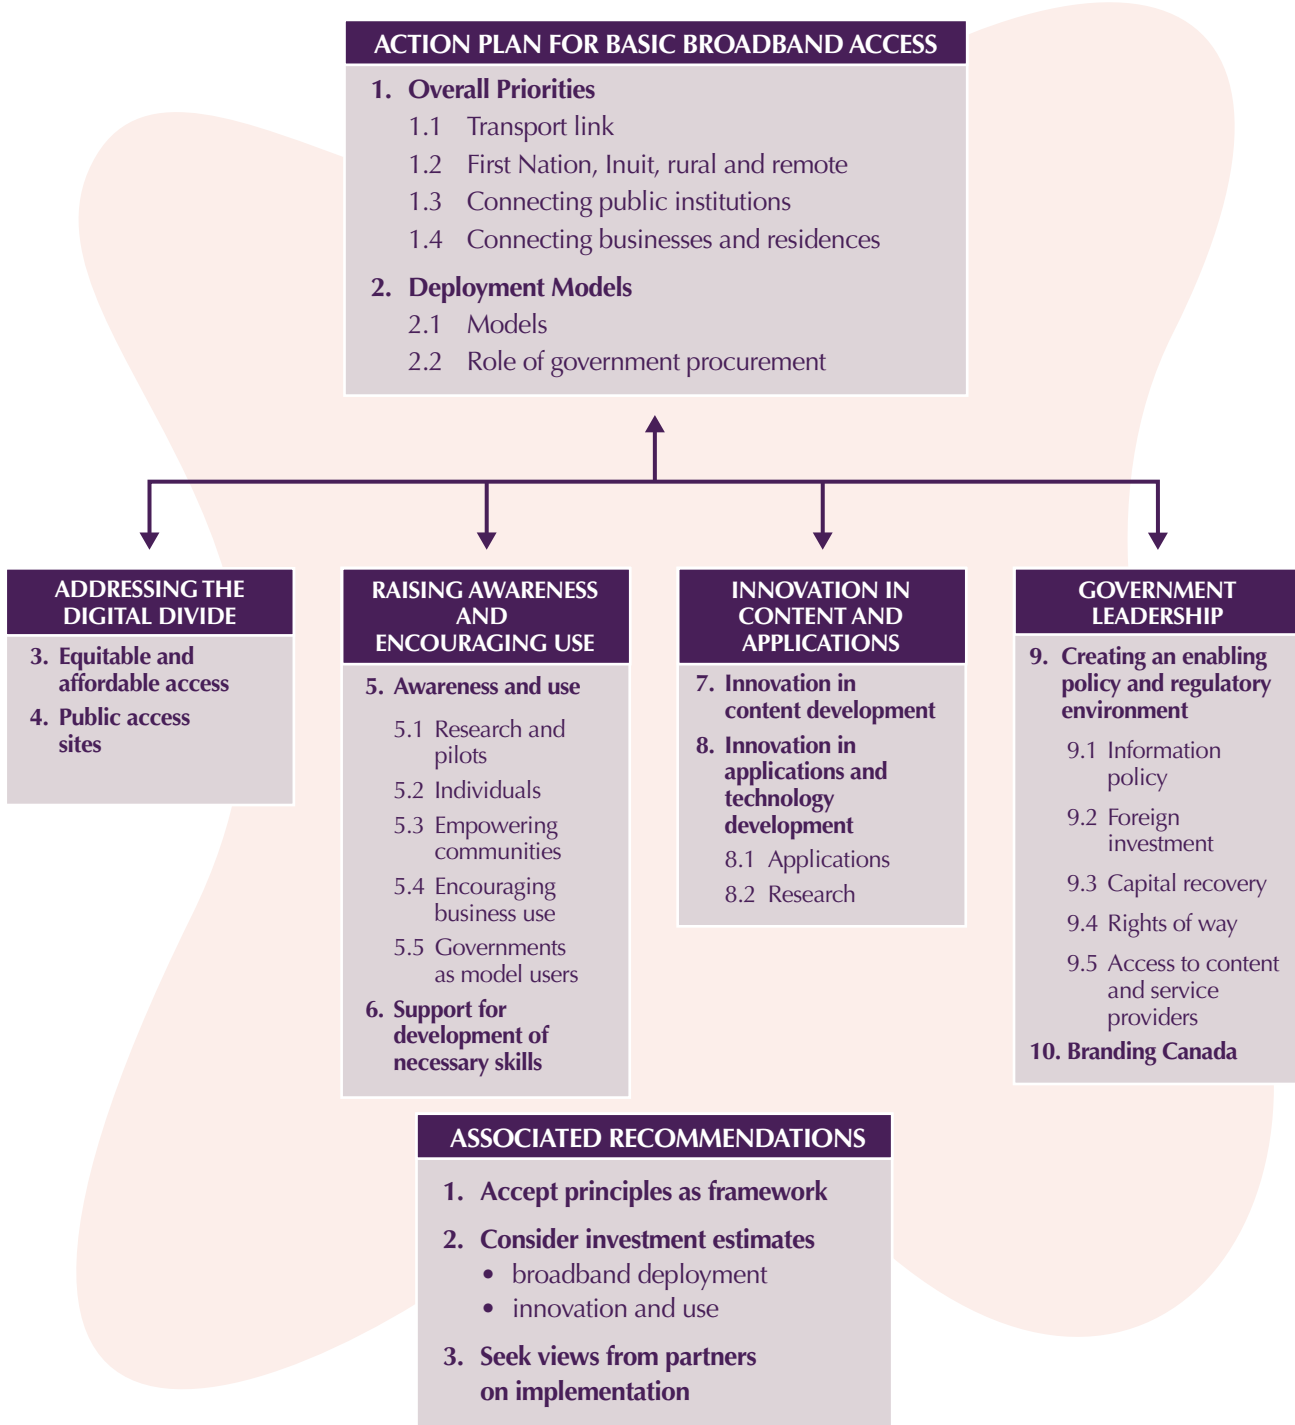 ACTION PLAN FOR BASIC BROADBAND ACCESS
1. Overall Priorities
1.1 Transport link
1.2 First Nation, Inuit, rural and remote
1.3 Connecting public institutions
1.4 Connecting businesses and residences
2. Deployment Models
2.1 Models
2.2 Role of government procurement
ADDRESSING THE
DIGITAL DIVIDE
3. Equitable and
affordable access
4. Public access
sites
RAISING AWARENESS
AND
ENCOURAGING USE
5. Awareness and use
5.1 Research and
pilots
5.2 Individuals
5.3 Empowering
communities
5.4 Encouraging
business use
5.5 Governments
as model users
6. Support for
development of
necessary skills
INNOVATION IN
CONTENT AND
APPLICATIONS
7. Innovation in
content development
8. Innovation in
applications and
technology
development
8.1 Applications
8.2 Research
GOVERNMENT
LEADERSHIP
9. Creating an enabling
policy and regulatory
environment
9.1 Information
policy
9.2 Foreign
investment
9.3 Capital recovery
9.4 Rights of way
9.5 Access to content
and service
providers
10. Branding Canada
ASSOCIATED RECOMMENDATIONS
1. Accept principles as framework
2. Consider investment estimates
• broadband deployment
• innovation and use
3. Seek views from partners
on implementation